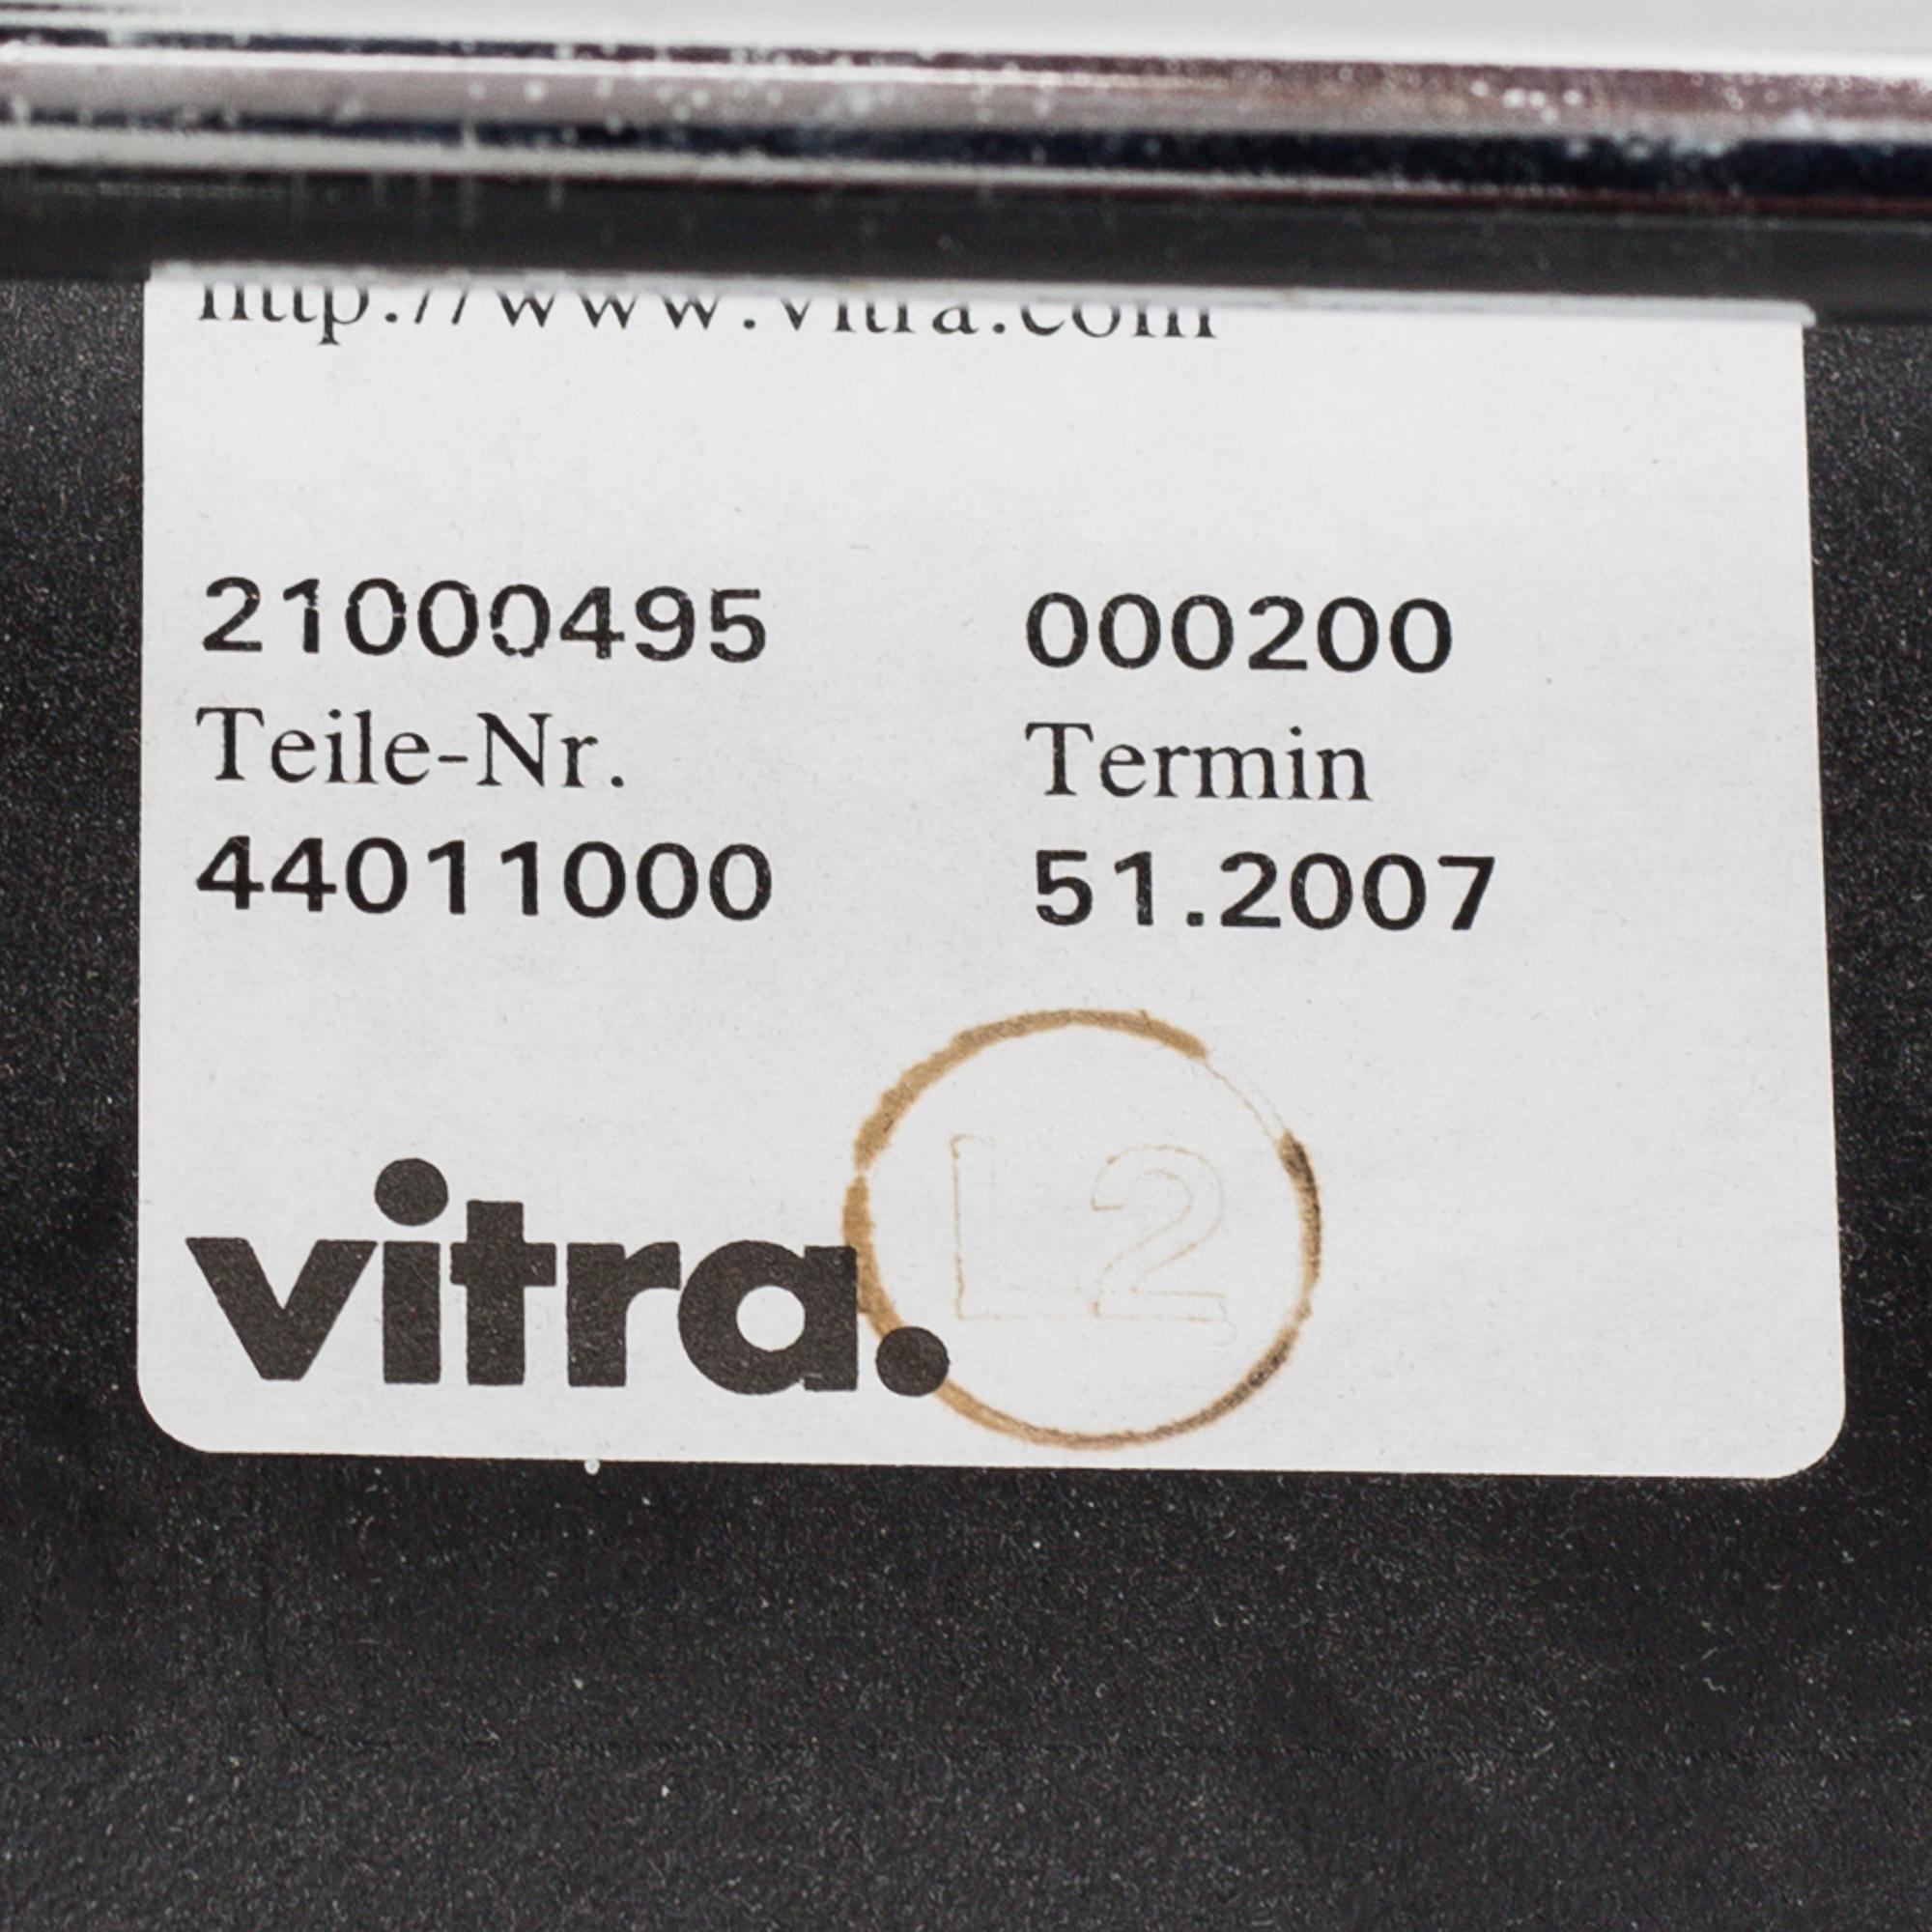 http://www.vitra.com
21000495 000200
Teile-Nr. Termin
44011000 51.2007
L2
vitra.